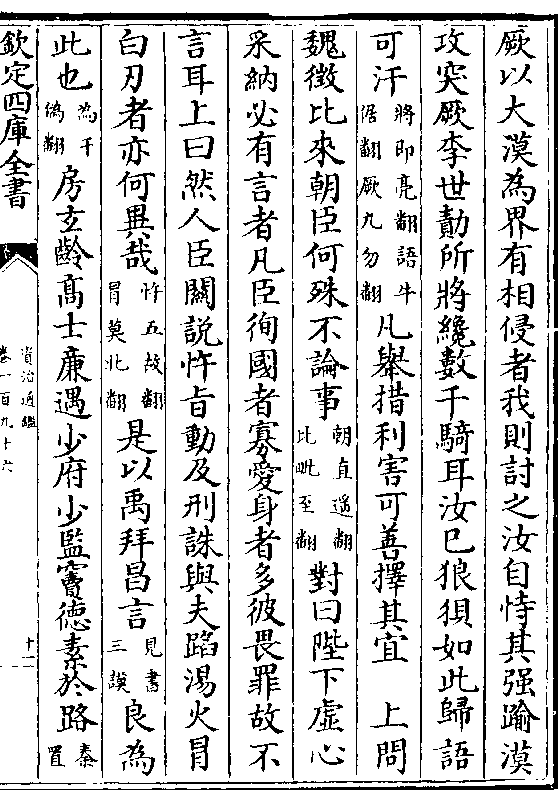 厥以大漠為界有相侵者我則討之汝自恃其强踰漠
攻突厥李世勣所將纔數千騎耳汝已狼狽如此歸語
可汗將即亮翻語牛倨翻厥九勿翻凡舉措利害可善擇其宜　上問
魏徵比來朝臣何殊不論事朝直遥翻比毗至翻對曰陛下虚心
采納必有言者凡臣徇國者寡愛身者多彼畏罪故不
言耳上曰然人臣關說忤旨動及刑誅與夫蹈湯火冒
白刃者亦何異哉忤五故翻冒莫北翻是以禹拜昌言見書三謨良為
此也為于偽翻房玄齡高士廉遇少府少監竇德素於路秦置
欽定四庫全書
資治通鑑
卷一百九十六
十一